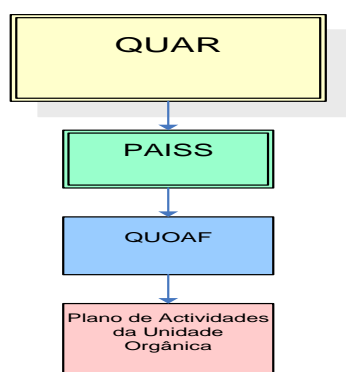 QUAR
PAISS
QUOAF
Plano de Actividades
da Unidade
Orgânica